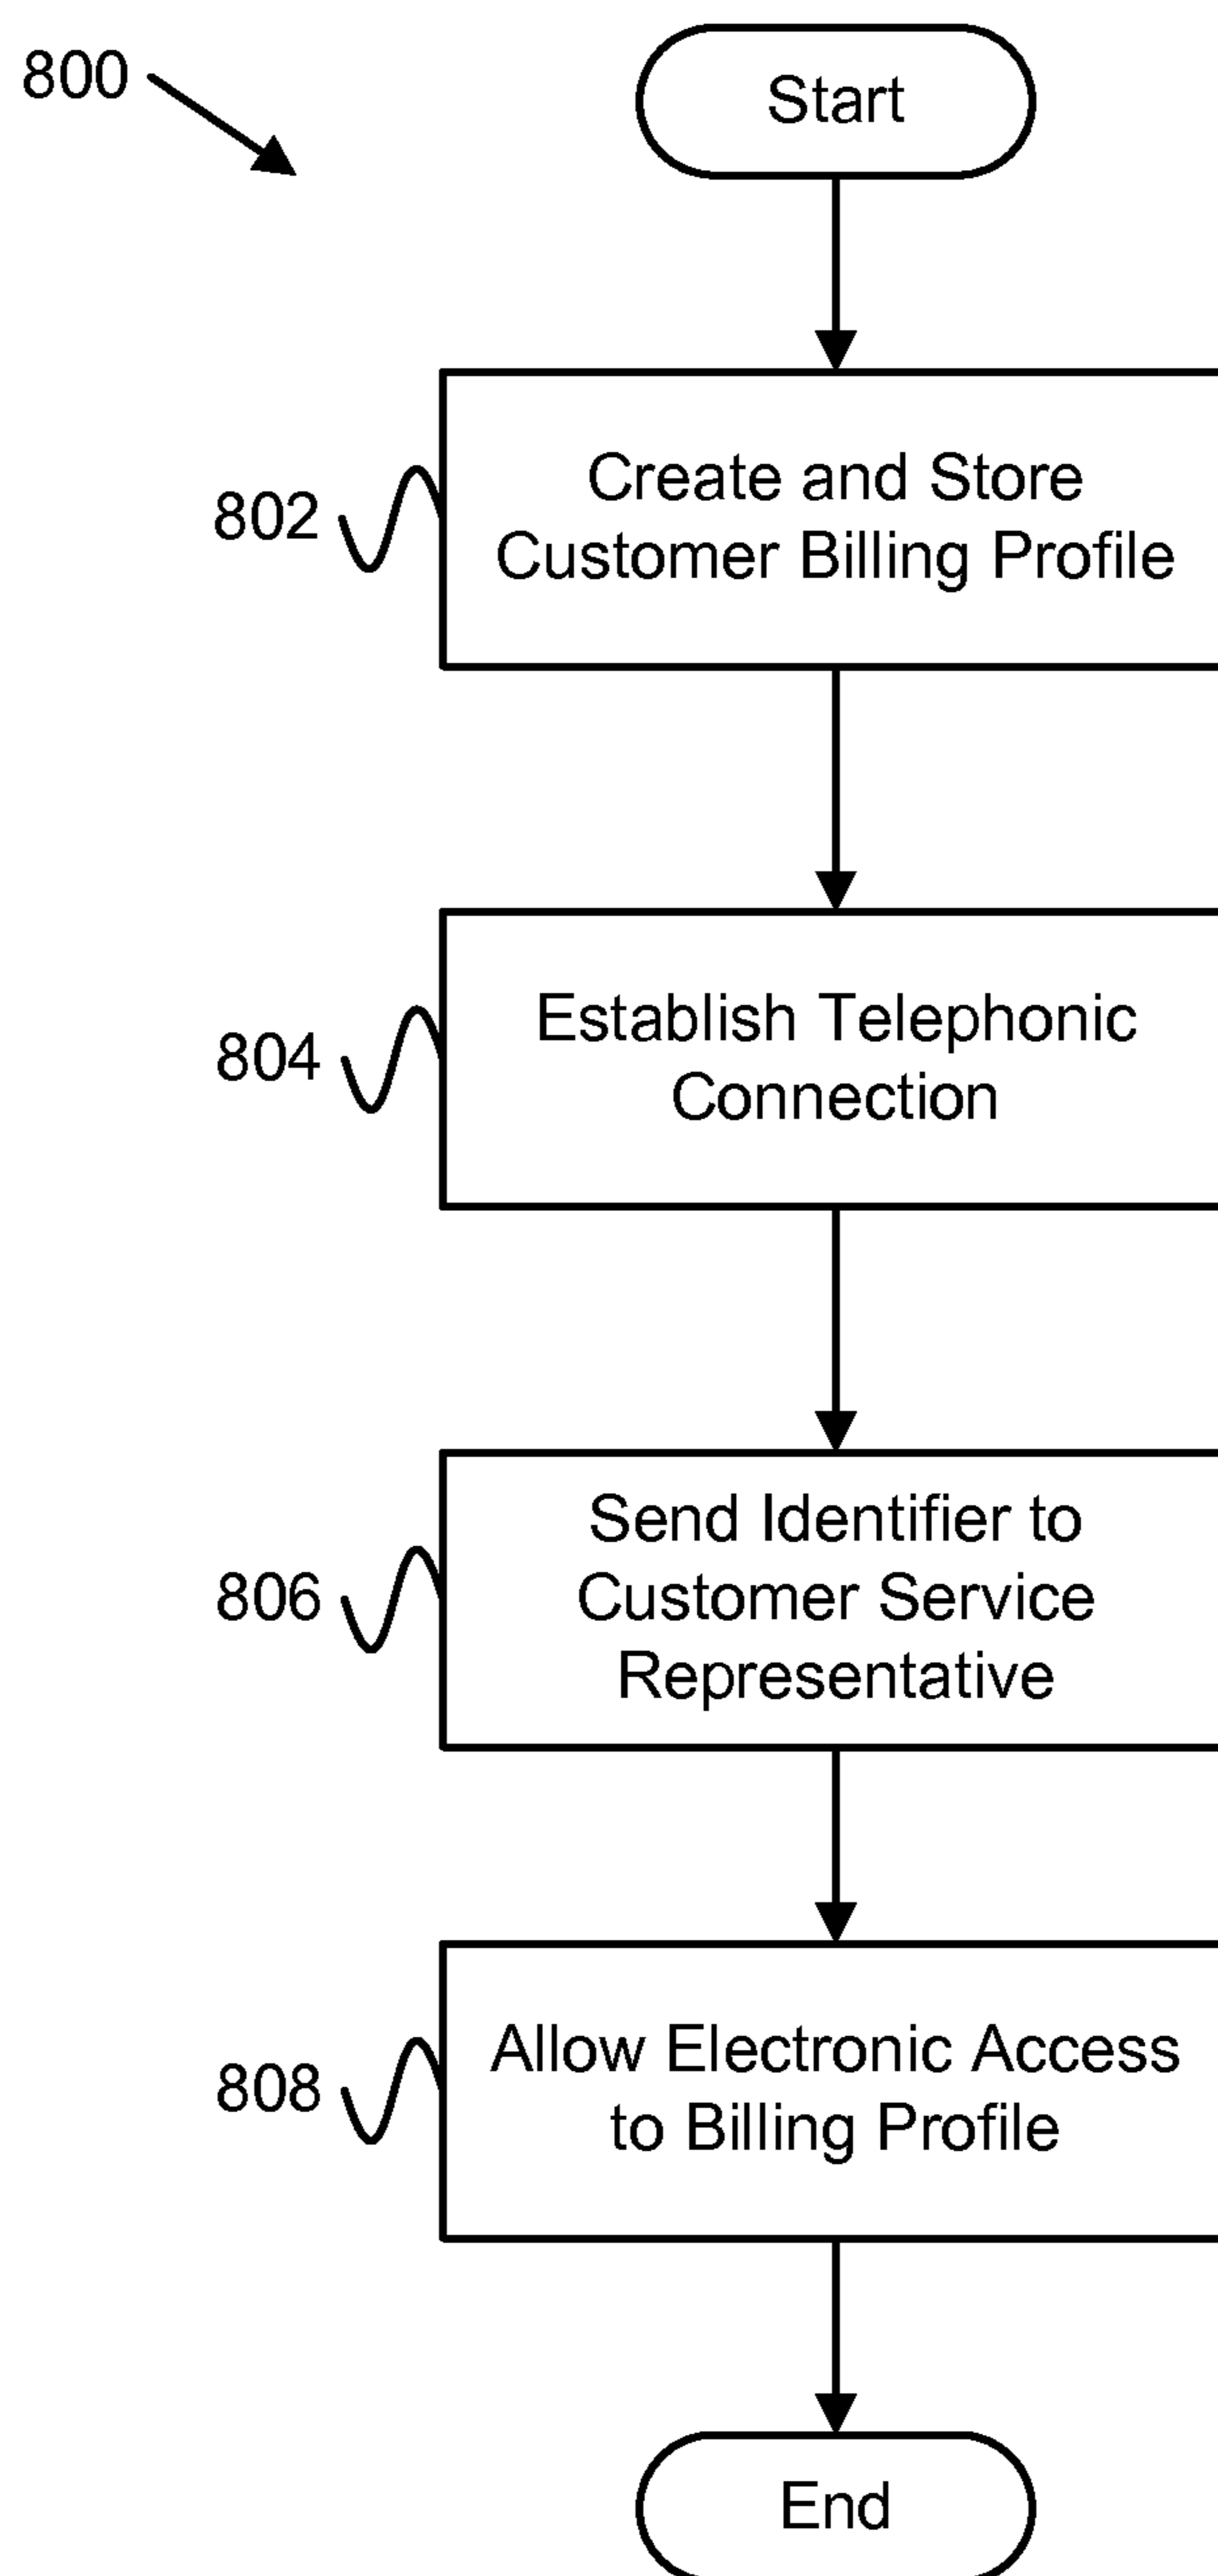 800
Start
802
Create and Store
Customer Billing Profile
804
Establish Telephonic
Connection
806
Send Identifier to
Customer Service
Representative
808
Allow Electronic Access
to Billing Profile
End